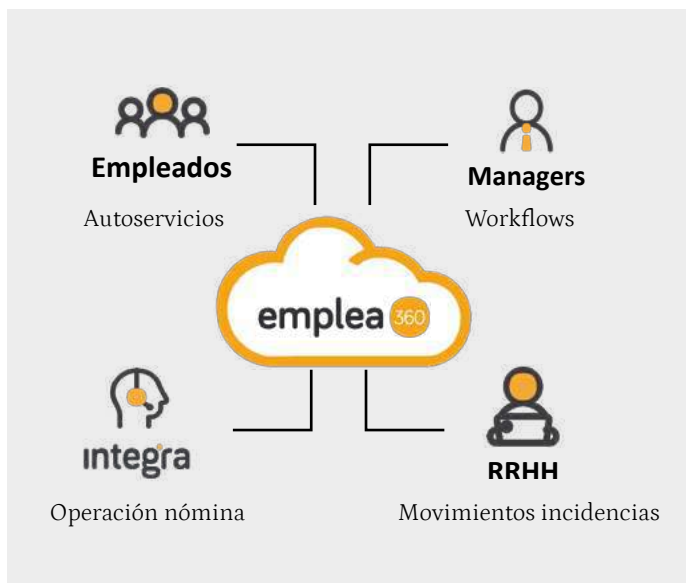 Empleados
Autoservicios
Managers
Workflows
emplea 360
integra
Operación nómina
RRHH
Movimientos incidencias